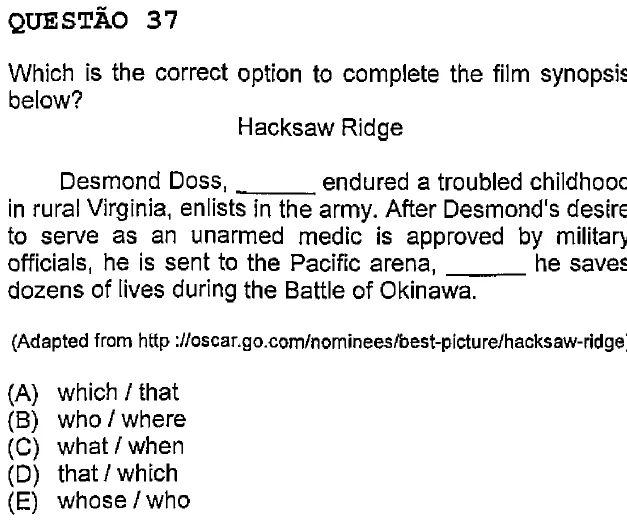 QUESTÃO 37
Which is the correct option to complete the film synopsis
below?
Hacksaw Ridge
Desmond Doss, ______ endured a troubled childhood
in rural Virginia, enlists in the army. After Desmond's desire
to serve as an unarmed medic is approved by military
officials, he is sent to the Pacific arena, ______ he saves
dozens of lives during the Battle of Okinawa.
(Adapted from http ://oscar.go.com/nominees/best-picture/hacksaw-ridge)
(A) which / that
(B) who / where
(C) what / when
(D) that / which
(E) whose / who